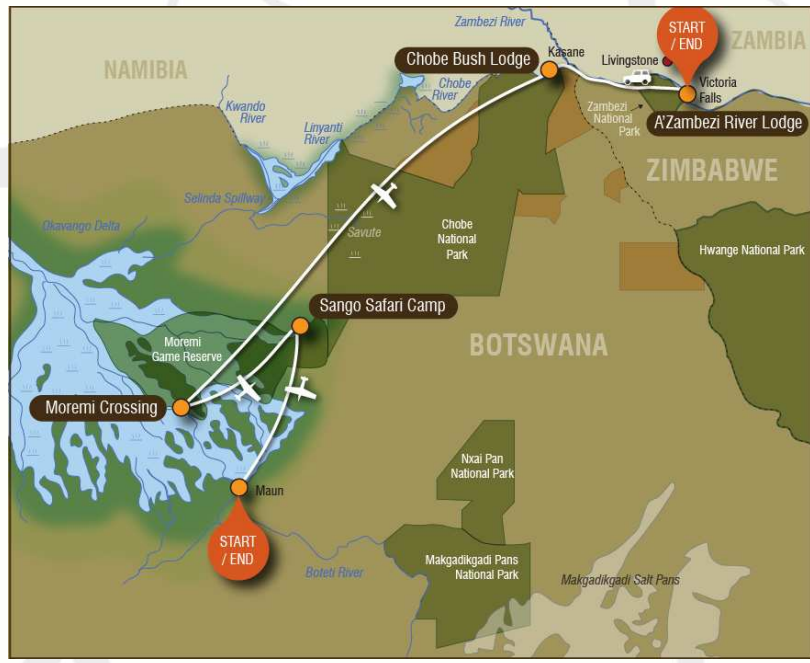 Zambezi River
START
/ END
ZAMBIA
Kasane
Chobe Bush Lodge
Livingstone
NAMIBIA
Victoria
Falls
Chobe
River
Kwando
River
Zambezi
National
Park
A'Zambezi River Lodge
Linyanti
River
ZIMBABWE
Selinda Spillway
Okavango Delta
Savute
Chobe
National
Park
Hwange National Park
Sango Safari Camp
BOTSWANA
Moremi
Game Reserve
Moremi Crossing
Nxai Pan
National Park
Maun
START
/ END
Boteti River
Makgadikgadi Pans
National Park
Makgadikgadi Salt Pans